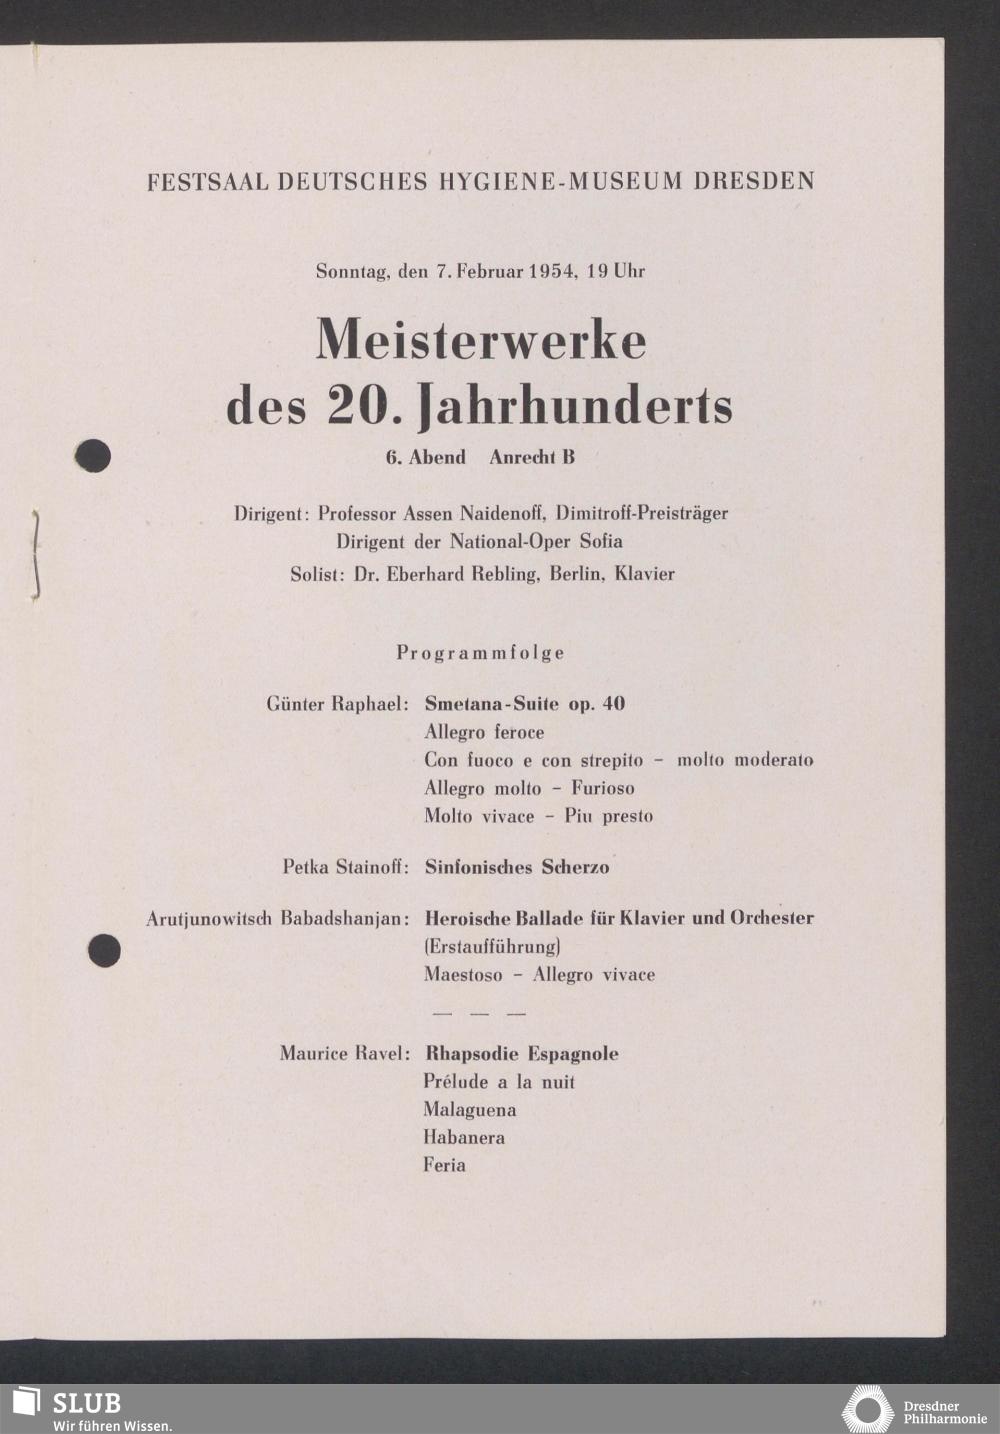 FESTSAAL DEUTSCHES HYGIENE-MUSEUM DRESDEN
Sonntag, den 7. Februar 1954, 19 Uhr
Meisterwerke
des 20. Jahrhunderts
6. Abend Anrecht B
Dirigent: Professor Assen Naidenoff, Dimitroff-Preisträger
Dirigent der National-Oper Sofia
Solist: Dr. Eberhard Rebling, Berlin, Klavier
Programmfolge
Günter Raphael: Smetana-Suite op. 40
Allegro feroce
Con fuoco e con strepito – molto moderato
Allegro molto – Furioso
Molto vivace – Piu presto
Petka Stainoff: Sinfonisches Scherzo
Arutjunowitsch Babadshanjan: Heroische Ballade für Klavier und Orchester
(Erstaufführung)
Maestoso – Allegro vivace
— — —
Maurice Ravel: Rhapsodie Espagnole
Prélude a la nuit
Malaguena
Habanera
Feria
SLUB
Wir führen Wissen.
Dresdner
Philharmonie